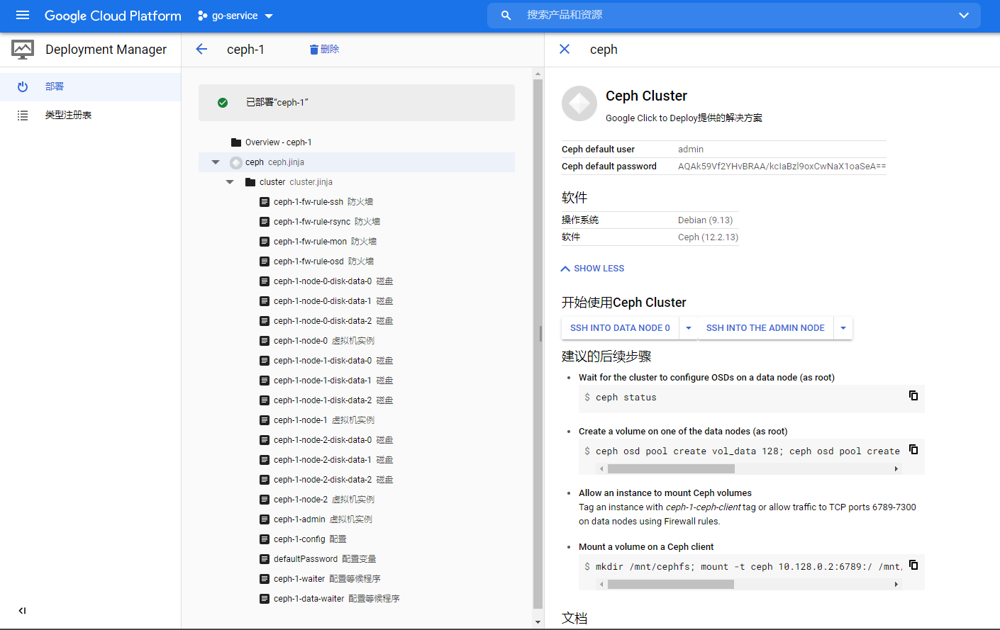 Google Cloud Platform
go-service
搜索产品和资源
Deployment Manager
部署
类型注册表
ceph-1
删除
已部署“ceph-1”
Overview - ceph-1
ceph ceph.jinja
cluster cluster.jinja
ceph-1-fw-rule-ssh 防火墙
ceph-1-fw-rule-rsync 防火墙
ceph-1-fw-rule-mon 防火墙
ceph-1-fw-rule-osd 防火墙
ceph-1-node-0-disk-data-0 磁盘
ceph-1-node-0-disk-data-1 磁盘
ceph-1-node-0-disk-data-2 磁盘
ceph-1-node-0 虚拟机实例
ceph-1-node-1-disk-data-0 磁盘
ceph-1-node-1-disk-data-1 磁盘
ceph-1-node-1-disk-data-2 磁盘
ceph-1-node-1 虚拟机实例
ceph-1-node-2-disk-data-0 磁盘
ceph-1-node-2-disk-data-1 磁盘
ceph-1-node-2-disk-data-2 磁盘
ceph-1-node-2 虚拟机实例
ceph-1-admin 虚拟机实例
ceph-1-config 配置
defaultPassword 配置变量
ceph-1-waiter 配置等候程序
ceph-1-data-waiter 配置等候程序
ceph
Ceph Cluster
Google Click to Deploy提供的解决方案
Ceph default user admin
Ceph default password AQAk59Vf2YHvBRAA/kcIaBzl9oxCwNaX1oaSeA==
软件
操作系统 Debian (9.13)
软件 Ceph (12.2.13)
SHOW LESS
开始使用Ceph Cluster
SSH INTO DATA NODE 0 SSH INTO THE ADMIN NODE
建议的后续步骤
• Wait for the cluster to configure OSDs on a data node (as root)
$ ceph status
• Create a volume on one of the data nodes (as root)
$ ceph osd pool create vol_data 128; ceph osd pool create
• Allow an instance to mount Ceph volumes
Tag an instance with ceph-1-ceph-client tag or allow traffic to TCP ports 6789-7300
on data nodes using Firewall rules.
• Mount a volume on a Ceph client
$ mkdir /mnt/cephfs; mount -t ceph 10.128.0.2:6789:/ /mnt/
文档